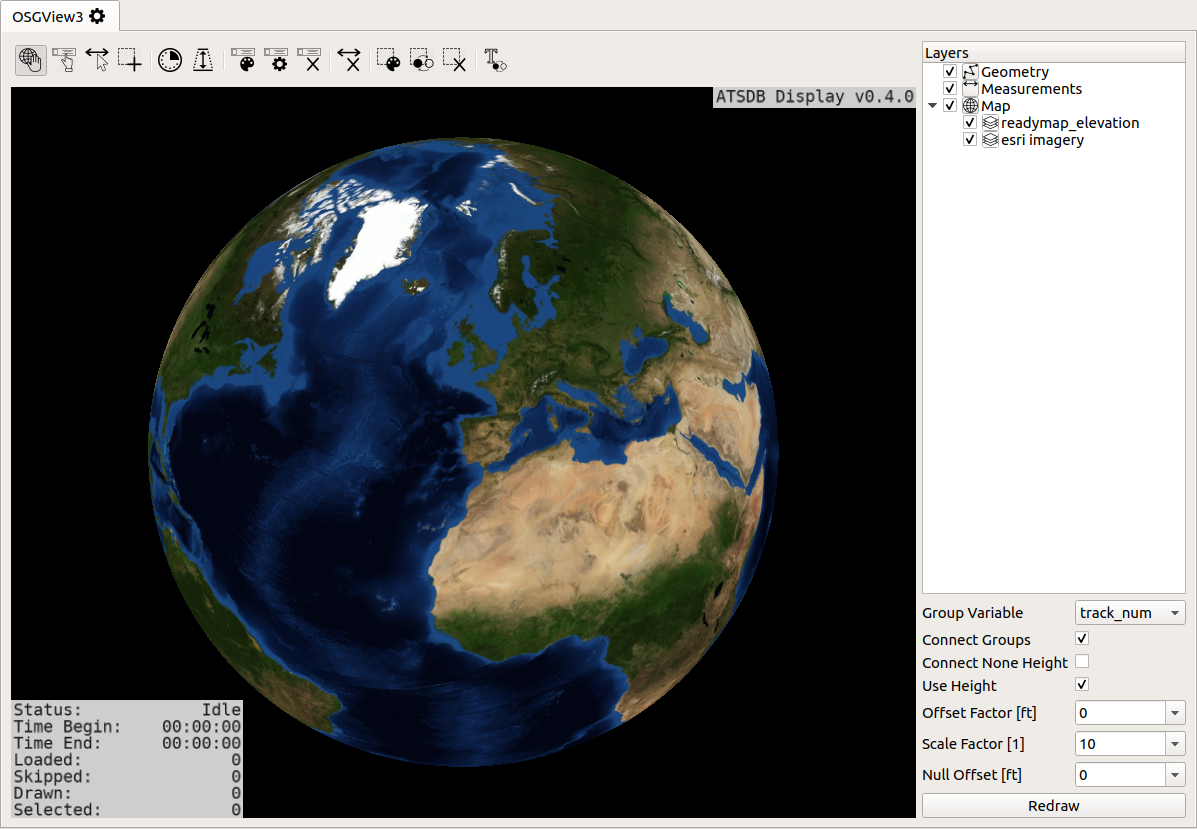 OSGView3
ATSDB Display v0.4.0
Status: Idle
Time Begin: 00:00:00
Time End: 00:00:00
Loaded: 0
Skipped: 0
Drawn: 0
Selected: 0
Layers
Geometry
Measurements
Map
readymap_elevation
esri imagery
Group Variable track_num
Connect Groups
Connect None Height
Use Height
Offset Factor [ft] 0
Scale Factor [1] 10
Null Offset [ft] 0
Redraw